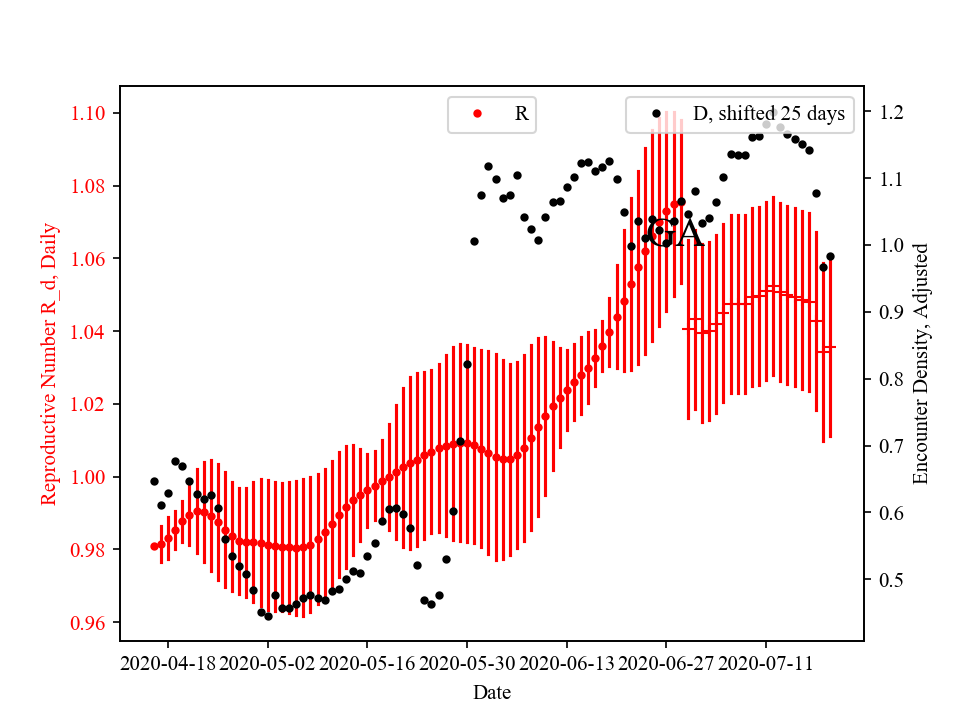 R
D, shifted 25 days
1.10
1.08
1.06
1.04
1.02
1.00
0.98
0.96
Reproductive Number R_d, Daily
1.2
1.1
1.0
0.9
0.8
0.7
0.6
0.5
Encounter Density, Adjusted
GA
2020-04-18 2020-05-02 2020-05-16 2020-05-30 2020-06-13 2020-06-27 2020-07-11
Date